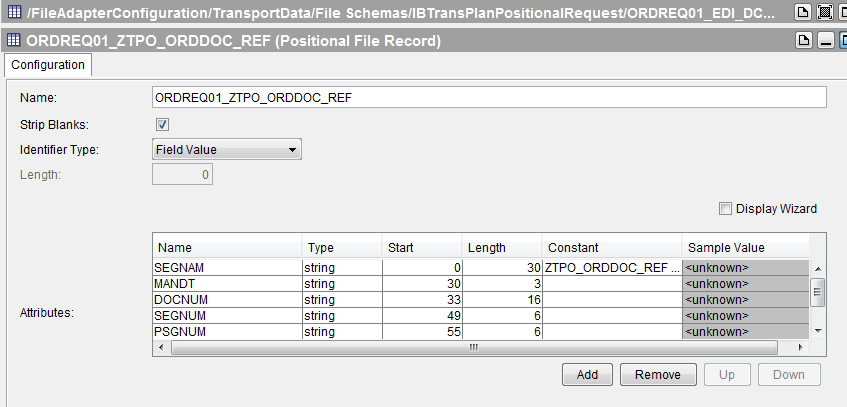 /FileAdapterConfiguration/TransportData/File Schemas/IBTransPlanPositionalRequest/ORDREQ01_EDI_DC...
ORDREQ01_ZTPO_ORDDOC_REF (Positional File Record)
Configuration
Name: ORDREQ01_ZTPO_ORDDOC_REF
Strip Blanks:
Identifier Type: Field Value
Length: 0
Display Wizard
Name Type Start Length Constant Sample Value
SEGNAM string 0 30 ZTPO_ORDDOC_REF ... <unknown>
MANDT string 30 3 <unknown>
DOCNUM string 33 16 <unknown>
Attributes:
SEGNUM string 49 6 <unknown>
PSGNUM string 55 6 <unknown>
Add Remove Up Down